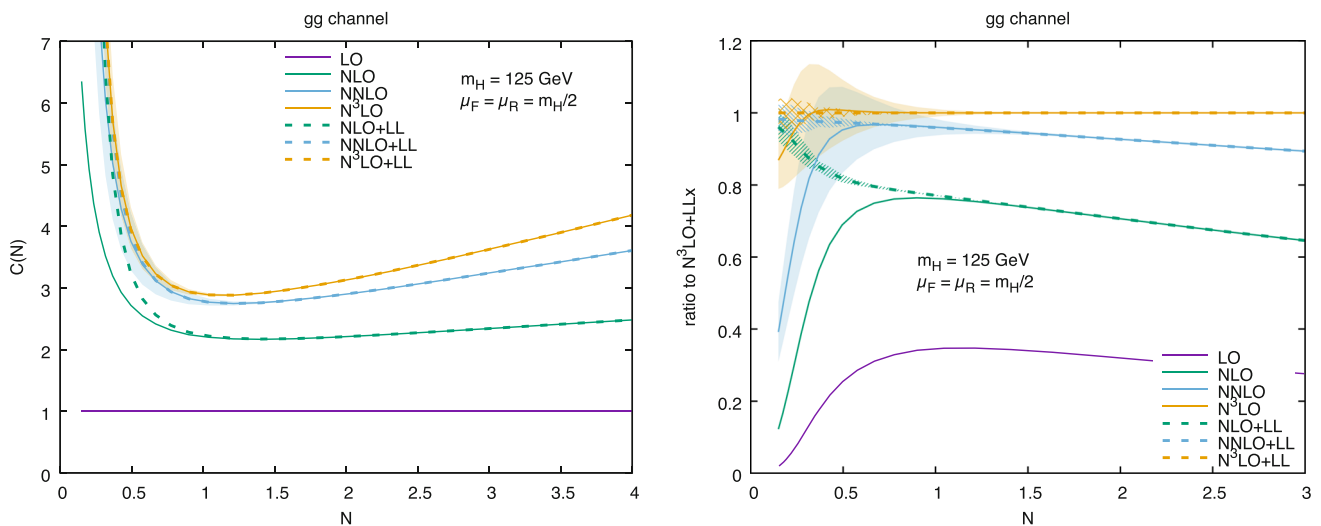 gg channel
C(N)
7
6
5
4
3
2
1
0
LO
NLO
NNLO
N³LO
NLO+LL
NNLO+LL
N³LO+LL
m_H = 125 GeV
μ_F = μ_R = m_H/2
0 0.5 1 1.5 2 2.5 3 3.5 4
N
gg channel
ratio to N³LO+LLx
1.2
1
0.8
0.6
0.4
0.2
0
m_H = 125 GeV
μ_F = μ_R = m_H/2
LO
NLO
NNLO
N³LO
NLO+LL
NNLO+LL
N³LO+LL
0 0.5 1 1.5 2 2.5 3
N